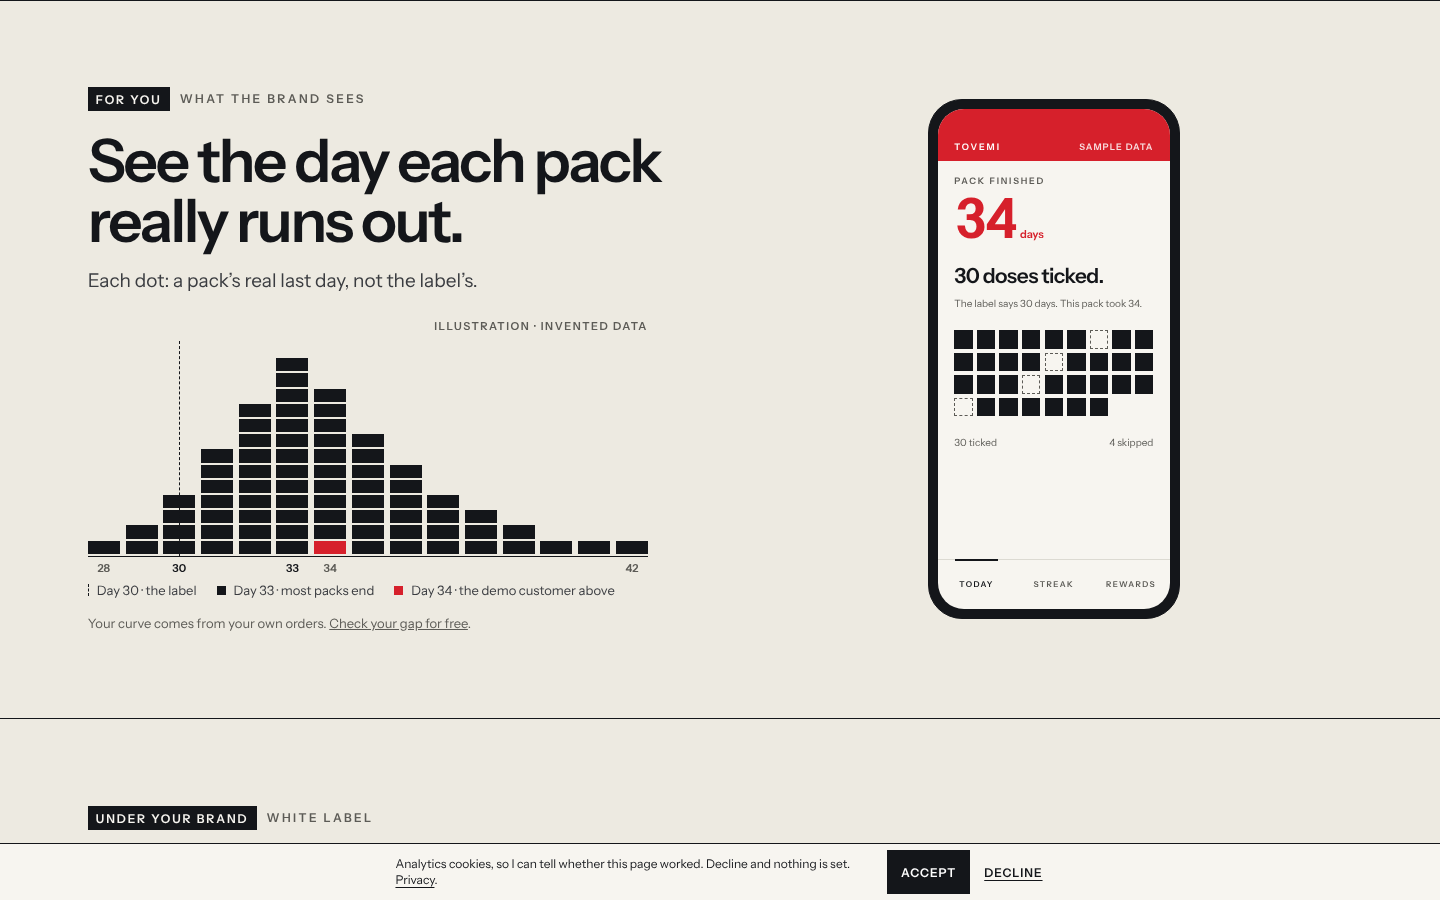 FOR YOU WHAT THE BRAND SEES
See the day each pack
really runs out.
Each dot: a pack’s real last day, not the label’s.
ILLUSTRATION · INVENTED DATA
28 30 33 34 42
Day 30 · the label Day 33 · most packs end Day 34 · the demo customer above
Your curve comes from your own orders. Check your gap for free.
TOVEMI SAMPLE DATA
PACK FINISHED
34 days
30 doses ticked.
The label says 30 days. This pack took 34.
30 ticked 4 skipped
TODAY STREAK REWARDS
UNDER YOUR BRAND WHITE LABEL
Analytics cookies, so I can tell whether this page worked. Decline and nothing is set.
Privacy.
ACCEPT DECLINE